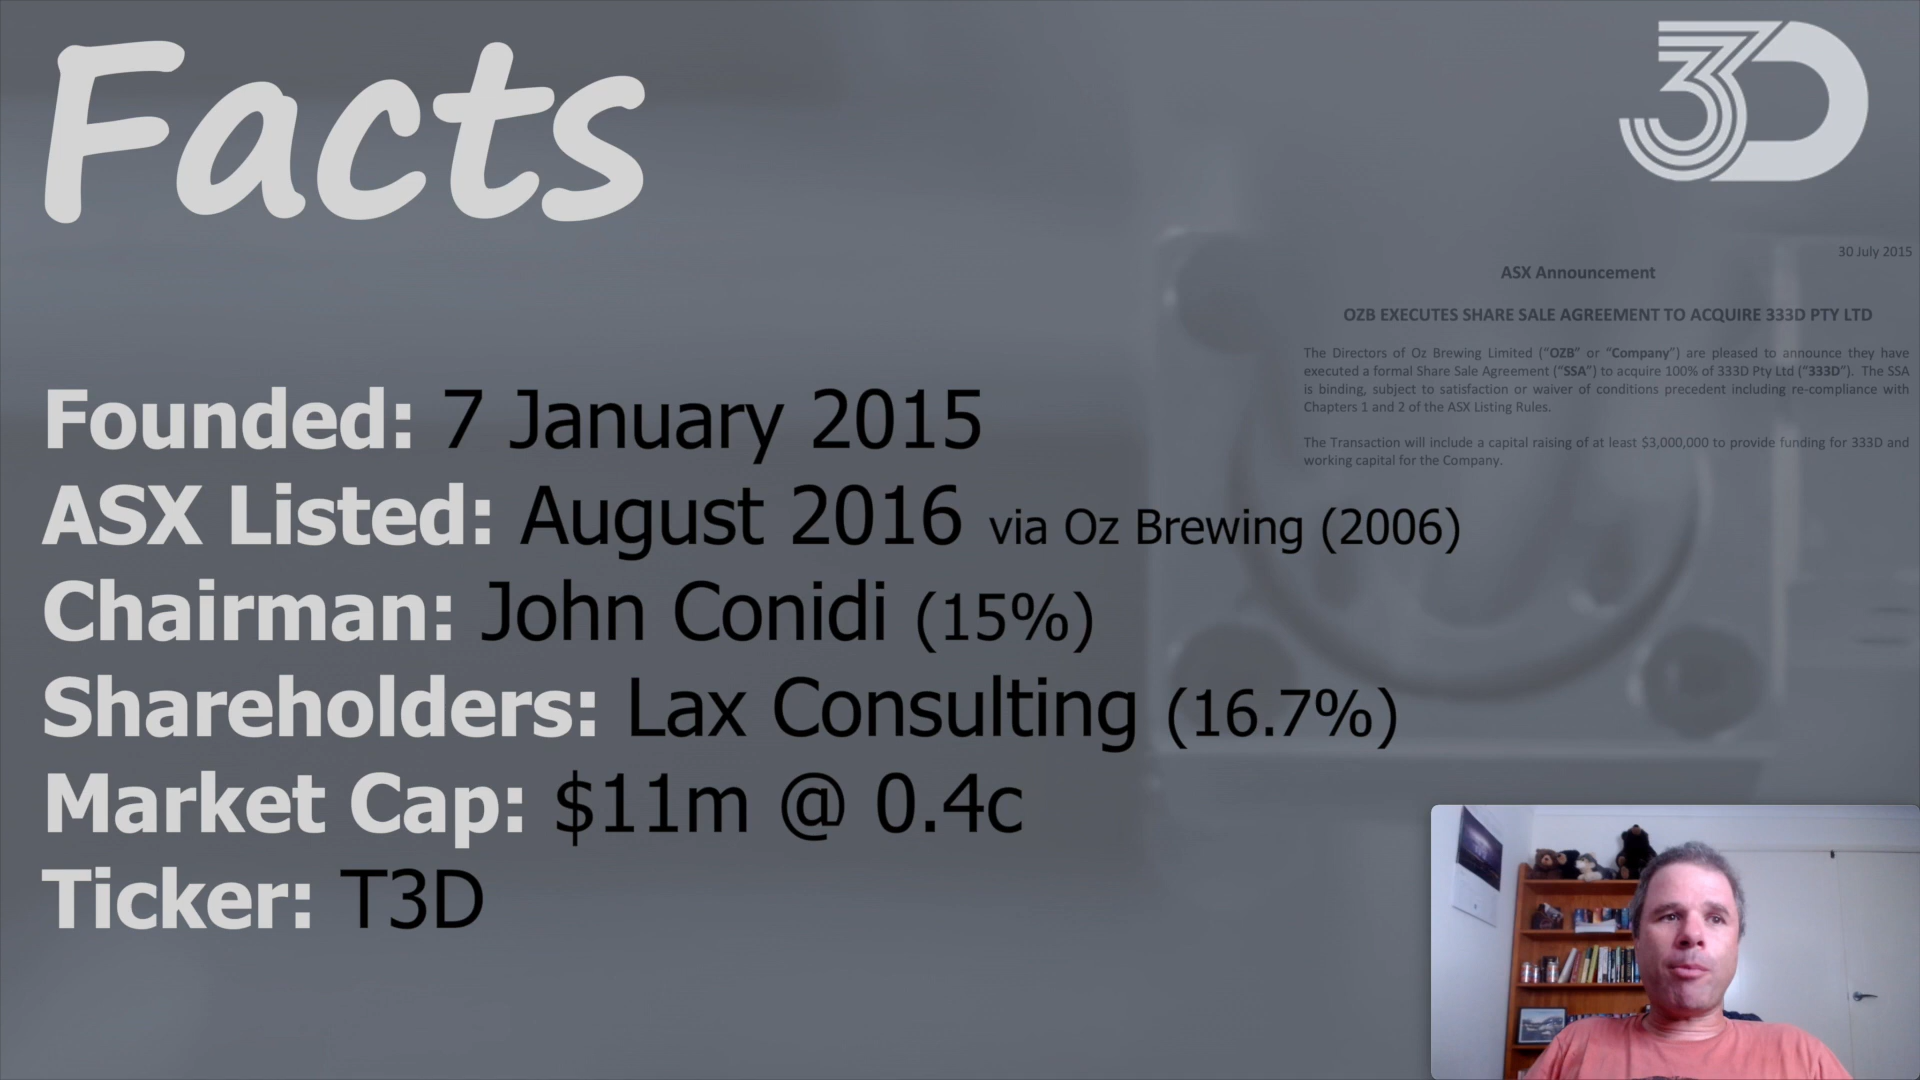 Facts
3D
30 July 2015
ASX Announcement
OZB EXECUTES SHARE SALE AGREEMENT TO ACQUIRE 333D PTY LTD
The Directors of Oz Brewing Limited (“OZB” or “Company”) are pleased to announce they have
executed a formal Share Sale Agreement (“SSA”) to acquire 100% of 333D Pty Ltd (“333D”). The SSA
is binding, subject to satisfaction or waiver of conditions precedent including re-compliance with
Chapters 1 and 2 of the ASX Listing Rules.
The Transaction will include a capital raising of at least $3,000,000 to provide funding for 333D and
working capital for the Company.
Founded: 7 January 2015
ASX Listed: August 2016 via Oz Brewing (2006)
Chairman: John Conidi (15%)
Shareholders: Lax Consulting (16.7%)
Market Cap: $11m @ 0.4c
Ticker: T3D